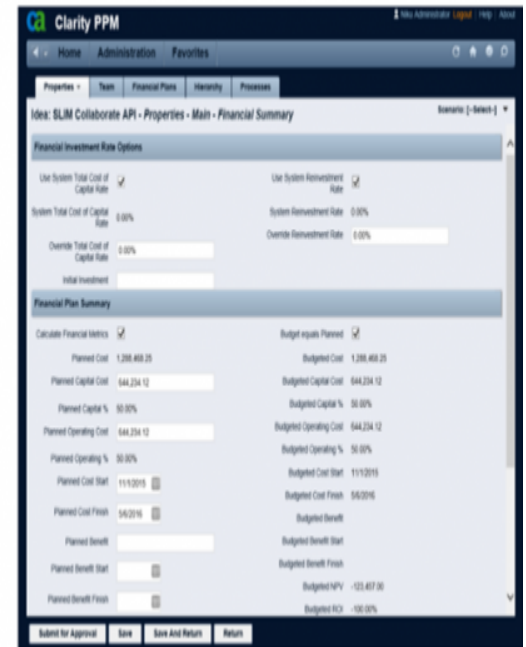 ca Clarity PPM
Niku Administrator Logout | Help | About
Home Administration Favorites
Properties Team Financial Plans Hierarchy Processes
Idea: SLIM Collaborate API - Properties - Main - Financial Summary
Scenario: [--Select--]
Financial Investment Rate Options
Use System Total Cost of Capital Rate
Use System Reinvestment Rate
System Total Cost of Capital Rate 0.00%
System Reinvestment Rate 0.00%
Override Total Cost of Capital Rate 0.00%
Override Reinvestment Rate 0.00%
Initial Investment
Financial Plan Summary
Calculate Financial Metrics
Budget equals Planned
Planned Cost 1,288,468.25
Budgeted Cost 1,288,468.25
Planned Capital Cost 644,234.12
Budgeted Capital Cost 644,234.12
Planned Capital % 50.00%
Budgeted Capital % 50.00%
Planned Operating Cost 644,234.12
Budgeted Operating Cost 644,234.12
Planned Operating % 50.00%
Budgeted Operating % 50.00%
Planned Cost Start 11/1/2015
Budgeted Cost Start 11/1/2015
Planned Cost Finish 5/6/2016
Budgeted Cost Finish 5/6/2016
Planned Benefit
Budgeted Benefit
Planned Benefit Start
Budgeted Benefit Start
Planned Benefit Finish
Budgeted Benefit Finish
Budgeted NPV -123,457.00
Budgeted ROI -100.00%
Submit for Approval Save Save And Return Return